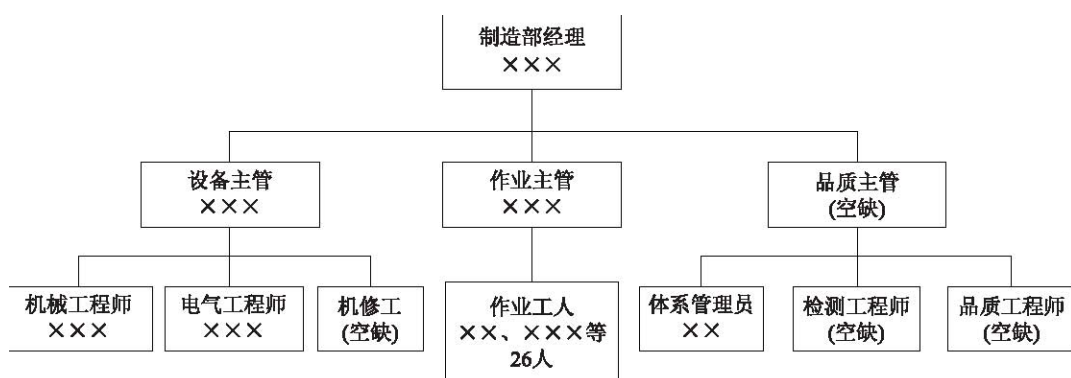 制造部经理
×××
设备主管
×××
作业主管
×××
品质主管
(空缺)
机械工程师
×××
电气工程师
×××
机修工
(空缺)
作业工人
××、×××等
26人
体系管理员
××
检测工程师
(空缺)
品质工程师
(空缺)